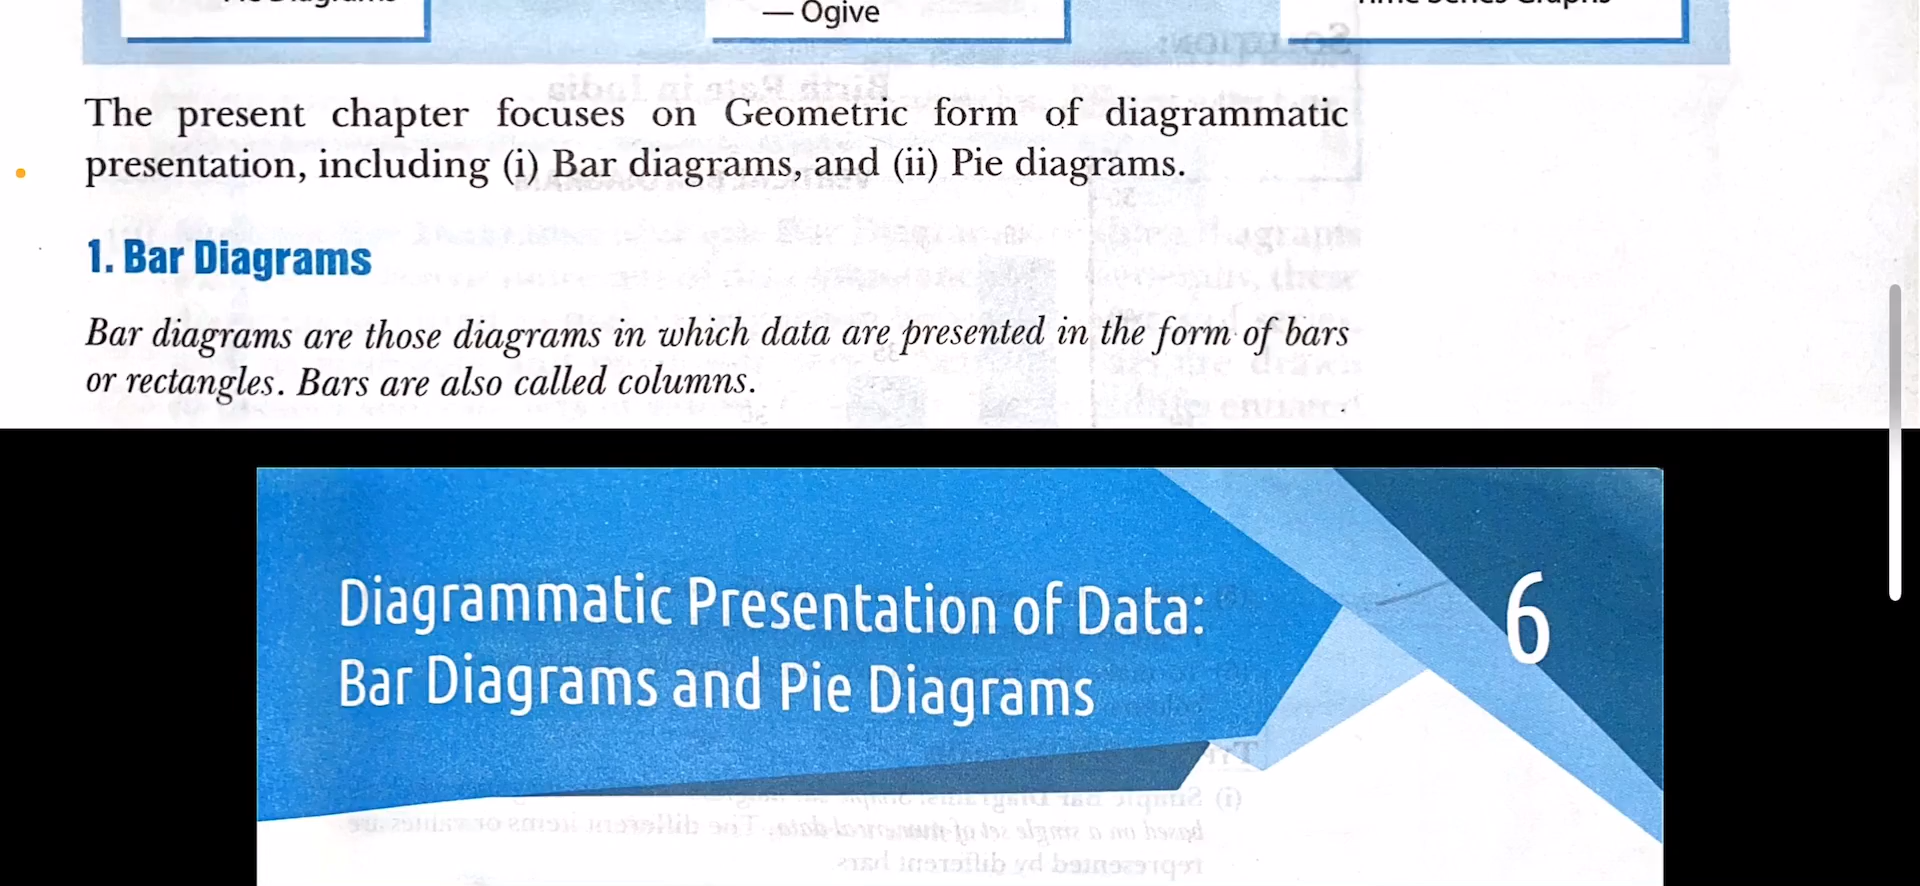 — Ogive
The present chapter focuses on Geometric form of diagrammatic
presentation, including (i) Bar diagrams, and (ii) Pie diagrams.
1. Bar Diagrams
Bar diagrams are those diagrams in which data are presented in the form of bars
or rectangles. Bars are also called columns.
Diagrammatic Presentation of Data:
Bar Diagrams and Pie Diagrams
6